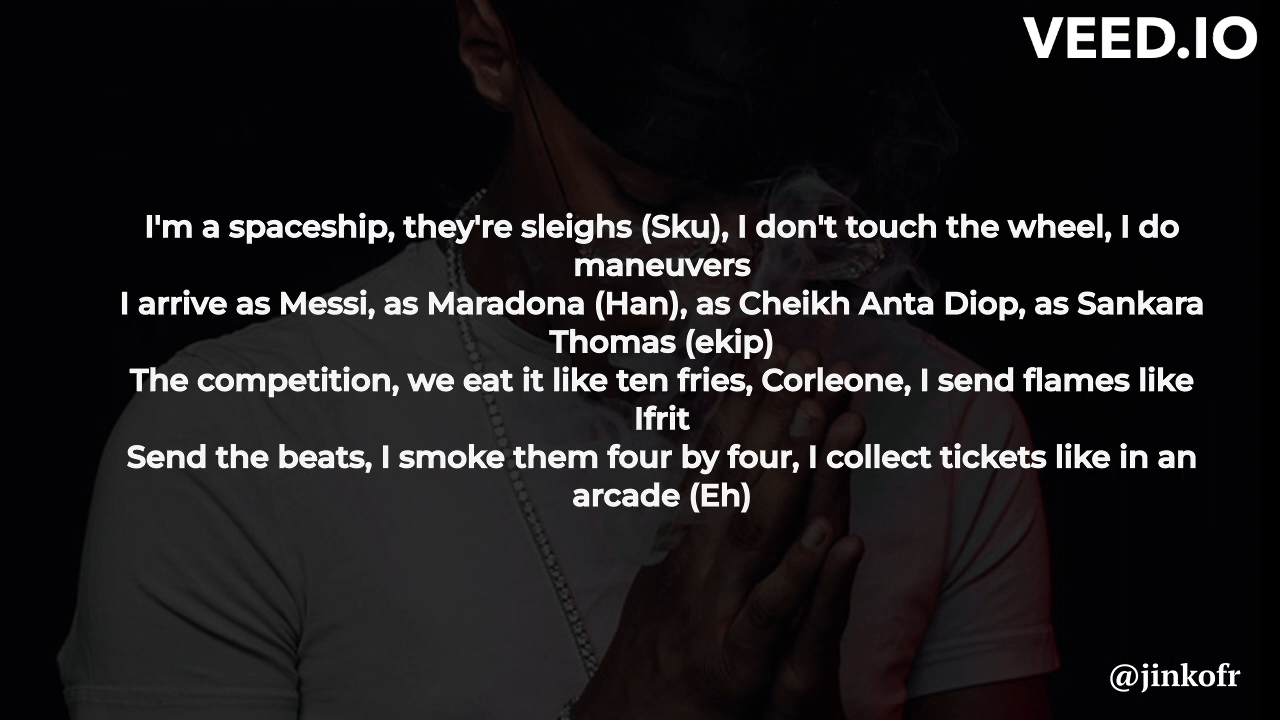 VEED.IO
I'm a spaceship, they're sleighs (Sku), I don't touch the wheel, I do
maneuvers
I arrive as Messi, as Maradona (Han), as Cheikh Anta Diop, as Sankara
Thomas (ekip)
The competition, we eat it like ten fries, Corleone, I send flames like
Ifrit
Send the beats, I smoke them four by four, I collect tickets like in an
arcade (Eh)
@jinkofr